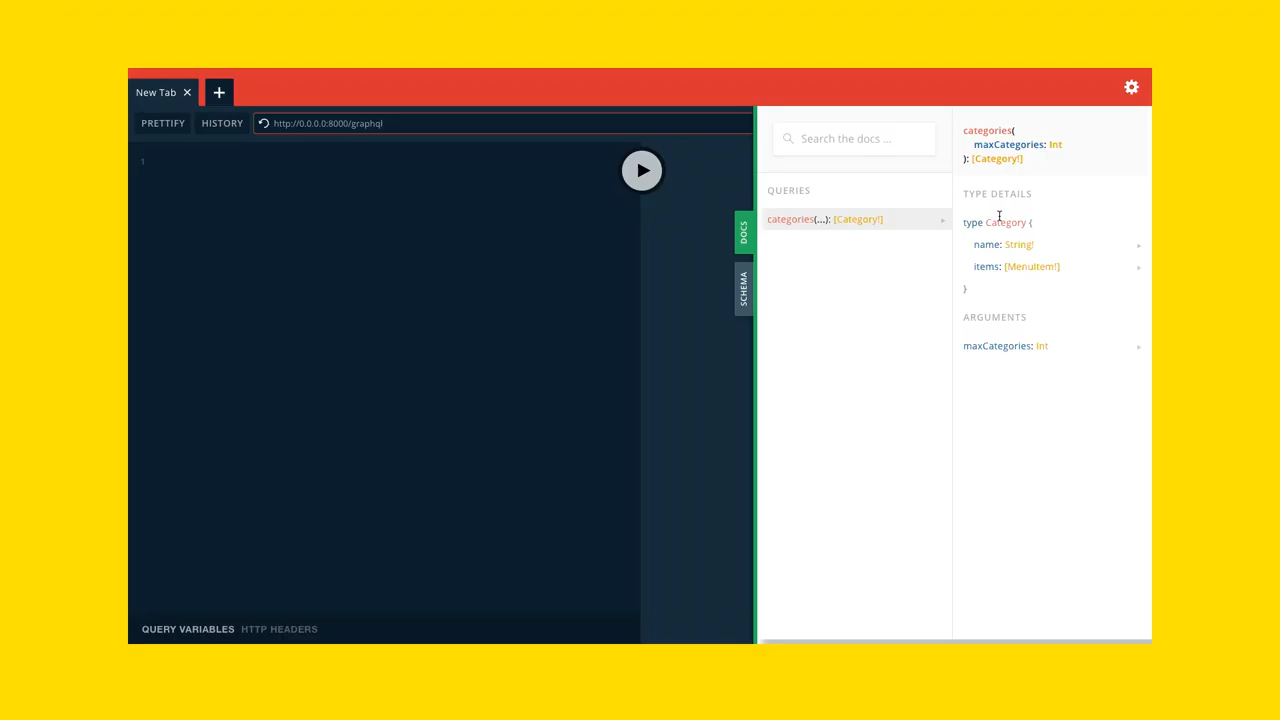 New Tab
PRETTIFY HISTORY http://0.0.0.0:8000/graphql
1
DOCS
SCHEMA
QUERY VARIABLES HTTP HEADERS
Search the docs ...
QUERIES
categories(...): [Category!]
categories(
maxCategories: Int
): [Category!]
TYPE DETAILS
type Category {
name: String!
items: [MenuItem!]
}
ARGUMENTS
maxCategories: Int